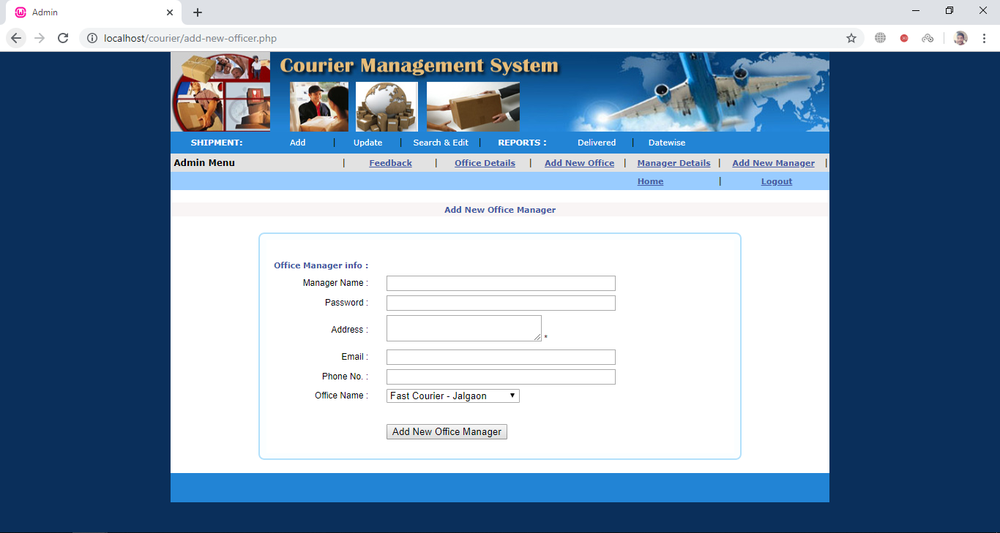 Admin
localhost/courier/add-new-officer.php
Courier Management System
SHIPMENT: Add | Update | Search & Edit | REPORTS : Delivered | Datewise
Admin Menu | Feedback | Office Details | Add New Office | Manager Details | Add New Manager |
Home | Logout
Add New Office Manager
Office Manager info :
Manager Name :
Password :
Address : *
Email :
Phone No. :
Office Name : Fast Courier - Jalgaon
Add New Office Manager